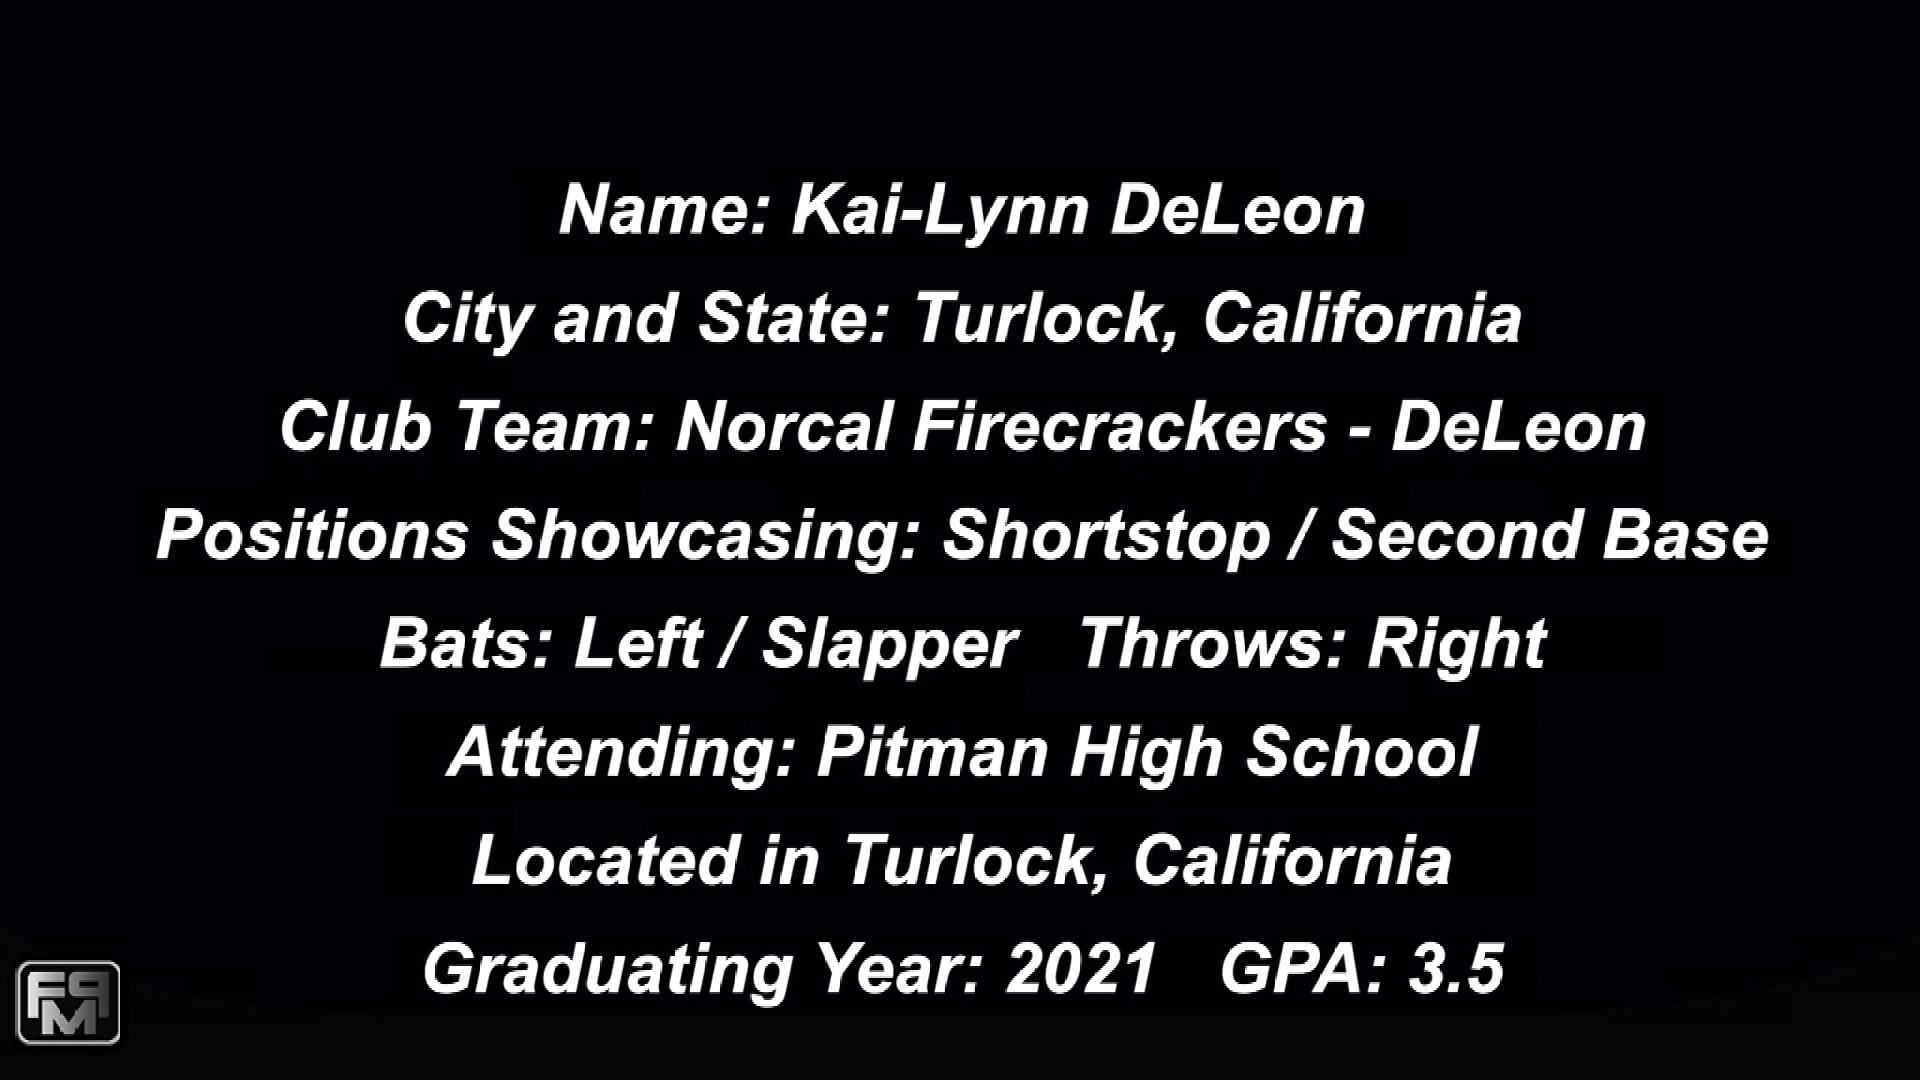 Name: Kai-Lynn DeLeon
City and State: Turlock, California
Club Team: Norcal Firecrackers - DeLeon
Positions Showcasing: Shortstop / Second Base
Bats: Left / Slapper   Throws: Right
Attending: Pitman High School
Located in Turlock, California
Graduating Year: 2021   GPA: 3.5
FPM